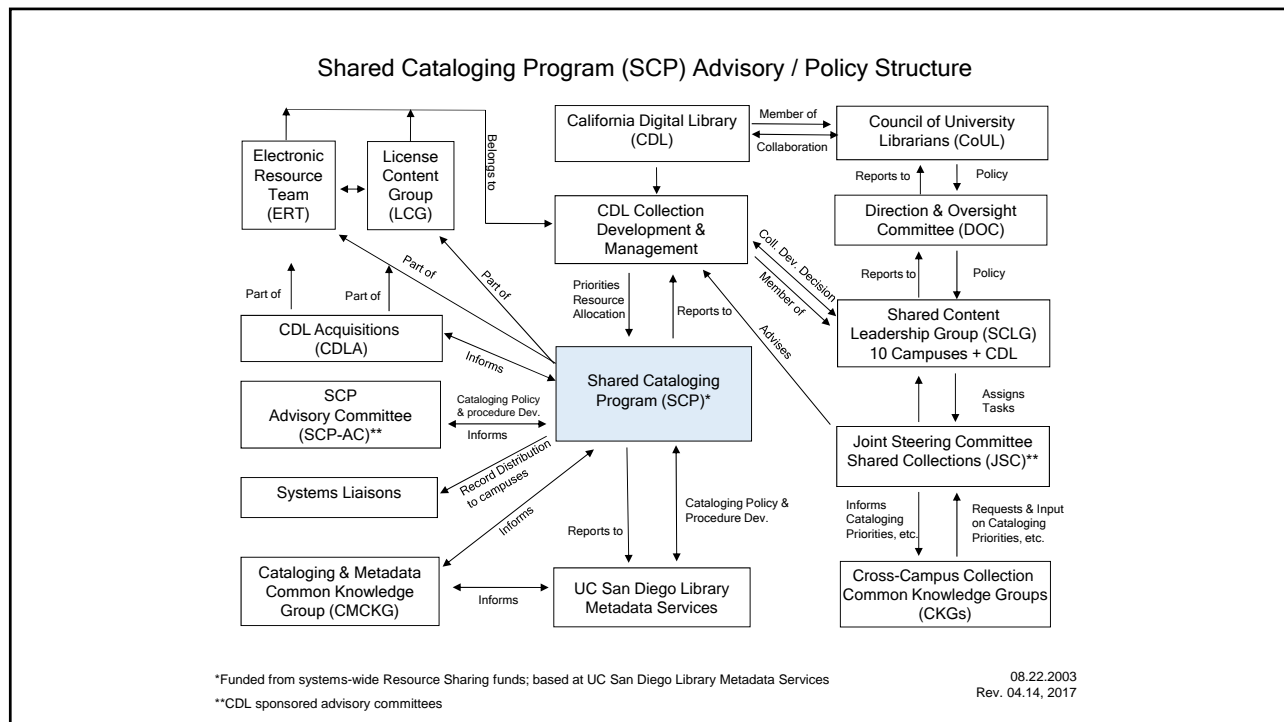 Shared Cataloging Program (SCP) Advisory / Policy Structure
Electronic
Resource
Team
(ERT)
License
Content
Group
(LCG)
Belongs to
California Digital Library
(CDL)
Member of
Collaboration
Council of University
Librarians (CoUL)
Reports to
Policy
CDL Collection
Development &
Management
Direction & Oversight
Committee (DOC)
Coll. Dev. Decision
Member of
Reports to
Policy
Part of
Part of
Part of
Part of
Priorities
Resource
Allocation
Reports to
Advises
Shared Content
Leadership Group (SCLG)
10 Campuses + CDL
CDL Acquisitions
(CDLA)
Informs
Shared Cataloging
Program (SCP)*
Assigns
Tasks
SCP
Advisory Committee
(SCP-AC)**
Cataloging Policy
& procedure Dev.
Informs
Joint Steering Committee
Shared Collections (JSC)**
Systems Liaisons
Record Distribution
to campuses
Informs
Reports to
Cataloging Policy &
Procedure Dev.
Informs
Cataloging
Priorities, etc.
Requests & Input
on Cataloging
Priorities, etc.
Cataloging & Metadata
Common Knowledge
Group (CMCKG)
Informs
UC San Diego Library
Metadata Services
Cross-Campus Collection
Common Knowledge Groups
(CKGs)
*Funded from systems-wide Resource Sharing funds; based at UC San Diego Library Metadata Services
**CDL sponsored advisory committees
08.22.2003
Rev. 04.14, 2017